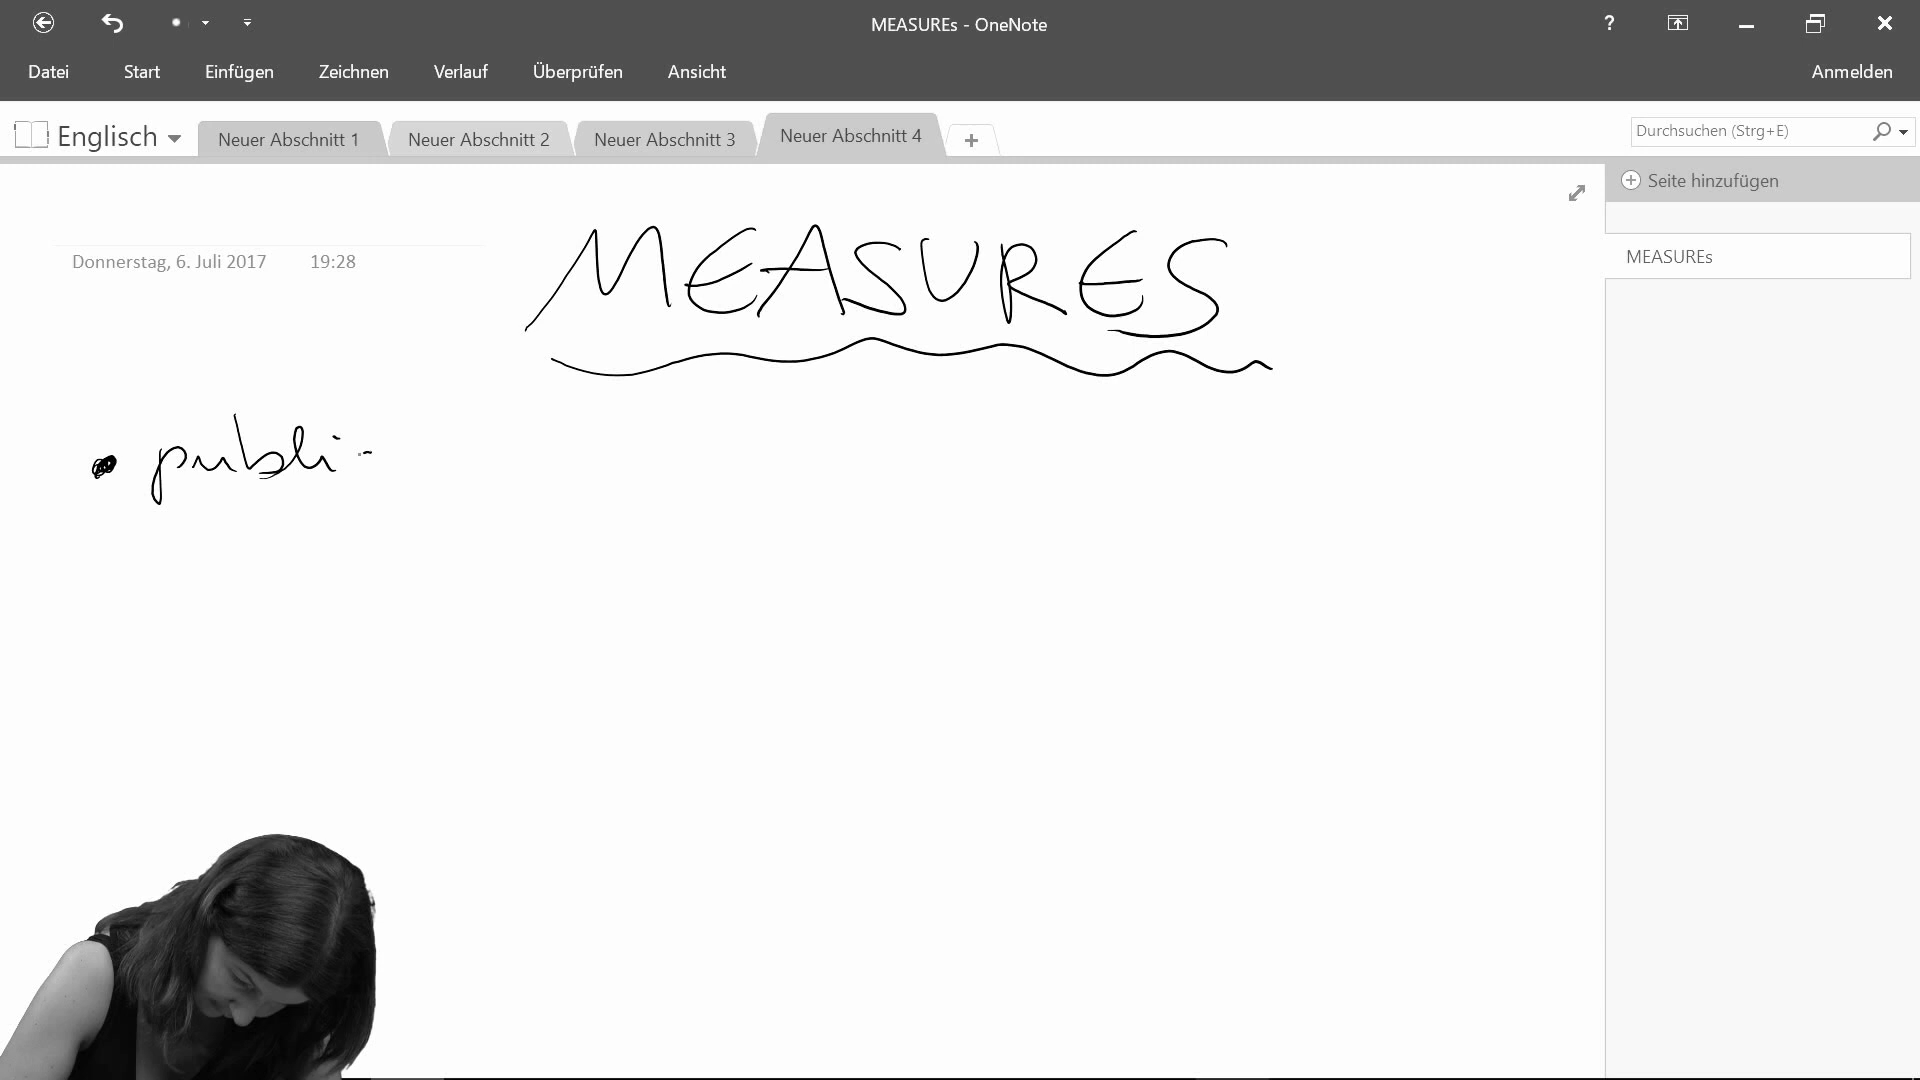 MEASUREs - OneNote
?
Datei Start Einfügen Zeichnen Verlauf Überprüfen Ansicht Anmelden
Englisch Neuer Abschnitt 1 Neuer Abschnitt 2 Neuer Abschnitt 3 Neuer Abschnitt 4 + Durchsuchen (Strg+E)
Seite hinzufügen
MEASURES
Donnerstag, 6. Juli 2017 19:28
MEASUREs
• publi